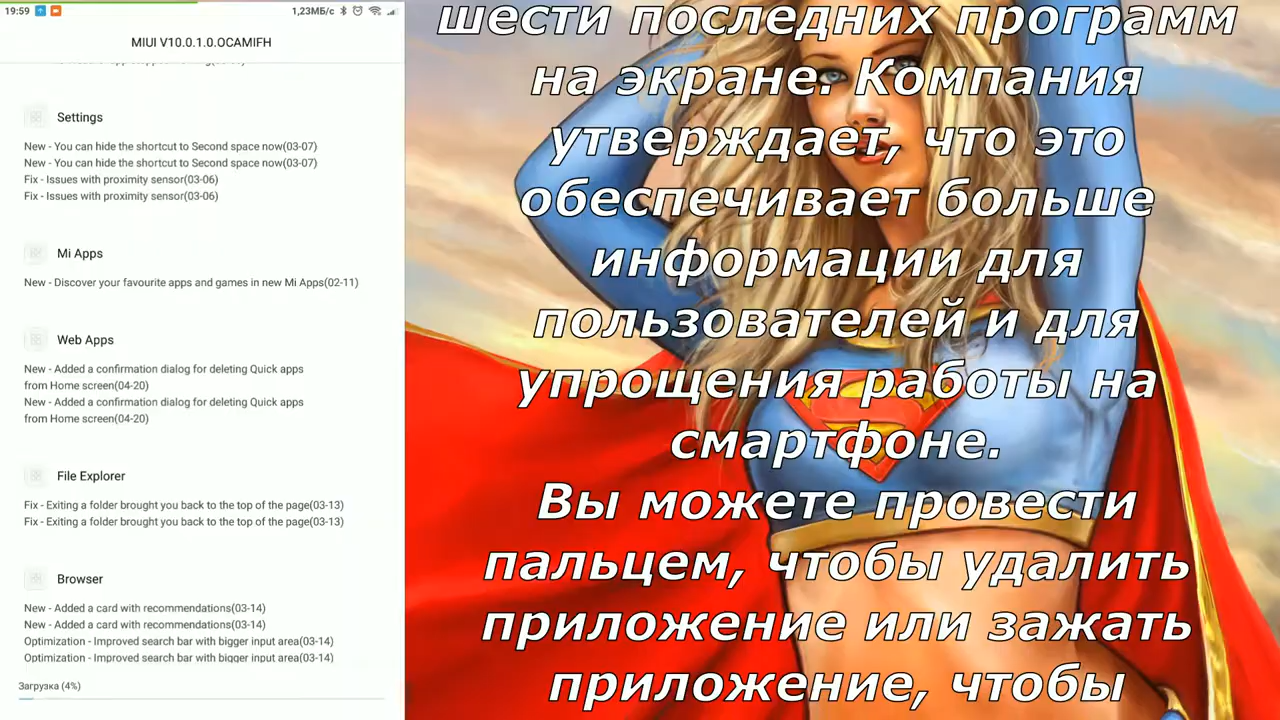 19:59
1,23МБ/с
MIUI V10.0.1.0.OCAMIFH
Settings
New - You can hide the shortcut to Second space now(03-07)
New - You can hide the shortcut to Second space now(03-07)
Fix - Issues with proximity sensor(03-06)
Fix - Issues with proximity sensor(03-06)
Mi Apps
New - Discover your favourite apps and games in new Mi Apps(02-11)
Web Apps
New - Added a confirmation dialog for deleting Quick apps
from Home screen(04-20)
New - Added a confirmation dialog for deleting Quick apps
from Home screen(04-20)
File Explorer
Fix - Exiting a folder brought you back to the top of the page(03-13)
Fix - Exiting a folder brought you back to the top of the page(03-13)
Browser
New - Added a card with recommendations(03-14)
New - Added a card with recommendations(03-14)
Optimization - Improved search bar with bigger input area(03-14)
Optimization - Improved search bar with bigger input area(03-14)
Загрузка (4%)
шести последних программ
на экране. Компания
утверждает, что это
обеспечивает больше
информации для
пользователей и для
упрощения работы на
смартфоне.
Вы можете провести
пальцем, чтобы удалить
приложение или зажать
приложение, чтобы